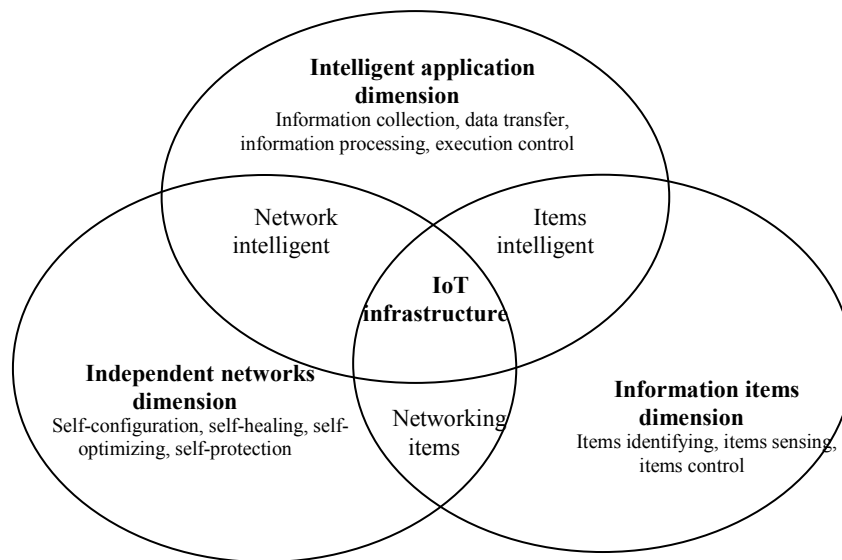 Intelligent application
dimension
Information collection, data transfer,
information processing, execution control
Network
intelligent
Items
intelligent
IoT
infrastructure
Independent networks
dimension
Self-configuration, self-healing, self-
optimizing, self-protection
Networking
items
Information items
dimension
Items identifying, items sensing,
items control